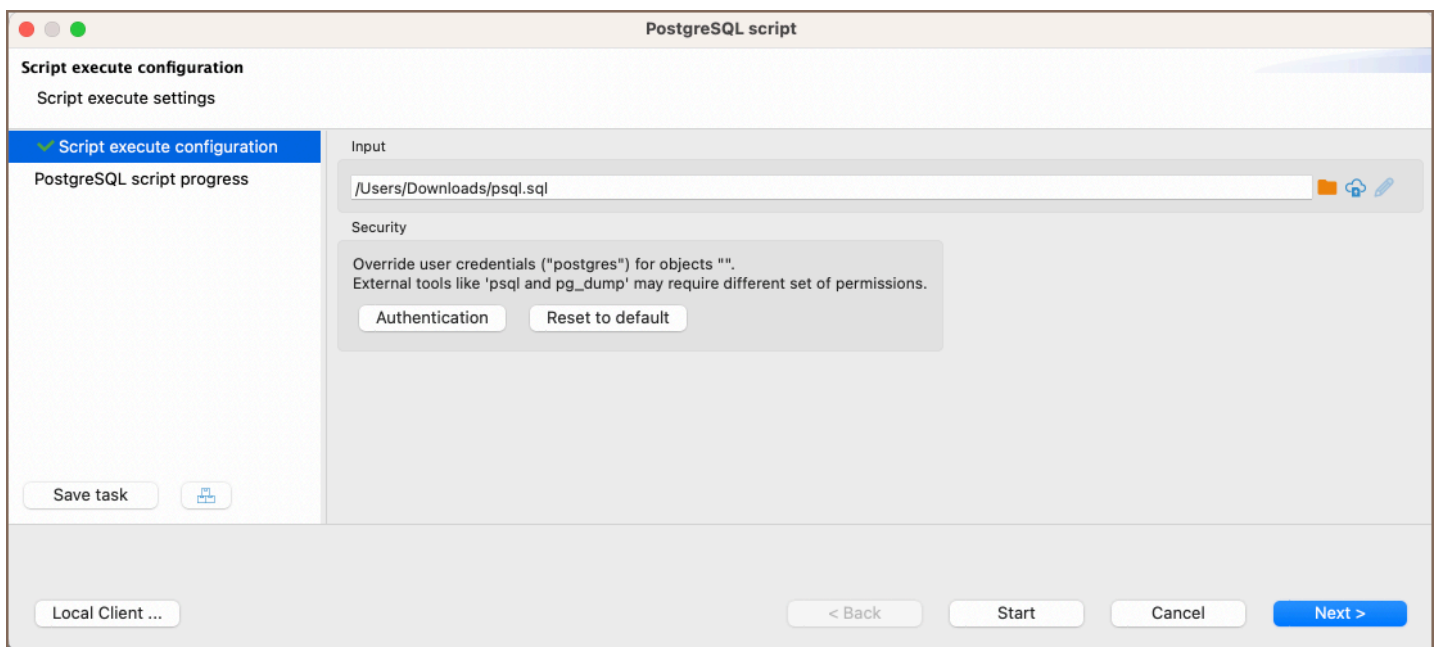 PostgreSQL script
Script execute configuration
Script execute settings
Script execute configuration
PostgreSQL script progress
Input
/Users/Downloads/psql.sql
Security
Override user credentials ("postgres") for objects "".
External tools like 'psql and pg_dump' may require different set of permissions.
Authentication Reset to default
Save task
Local Client ... < Back Start Cancel Next >